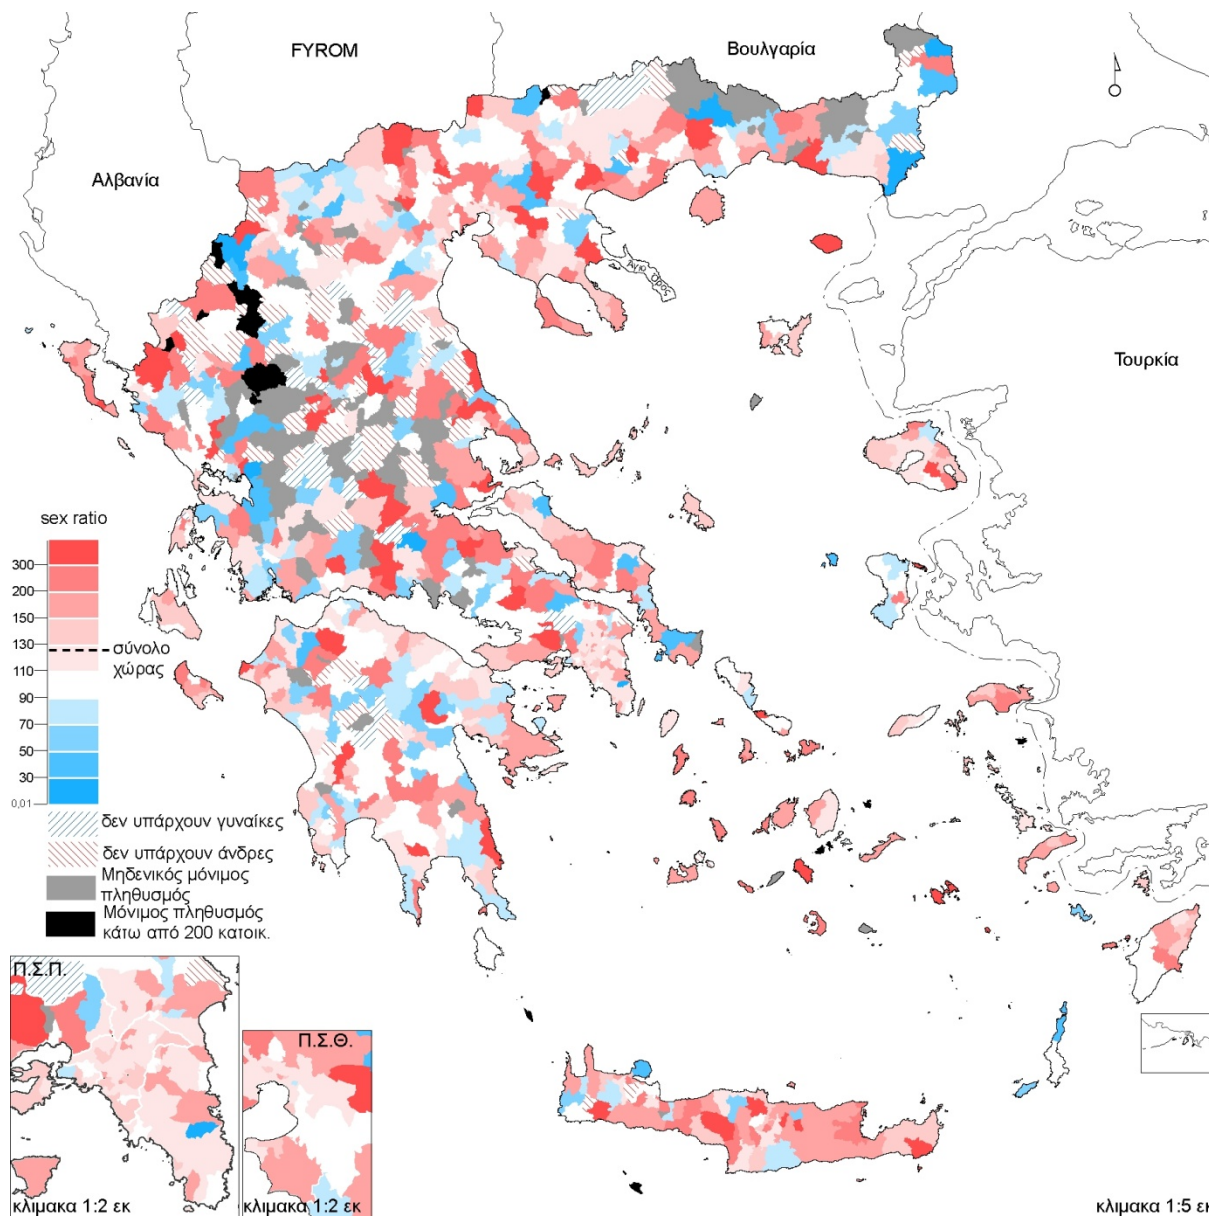 FYROM
Βουλγαρία
Αλβανία
Άγιο Όρος
Τουρκία
sex ratio
300
200
150
130
σύνολο
χώρας
110
90
70
50
30
0,01
δεν υπάρχουν γυναίκες
δεν υπάρχουν άνδρες
Μηδενικός μόνιμος
πληθυσμός
Μόνιμος πληθυσμός
κάτω από 200 κατοικ.
Π.Σ.Π.
Π.Σ.Θ.
κλιμακα 1:2 εκ
κλιμακα 1:2 εκ
κλιμακα 1:5 εκ